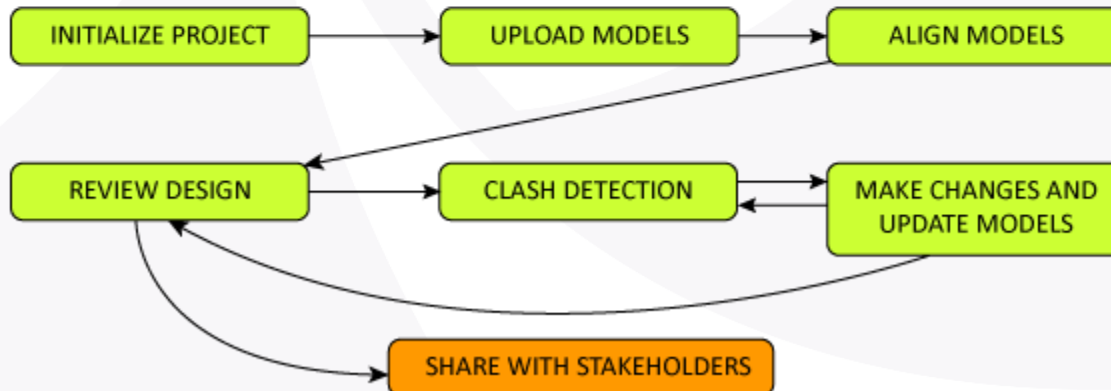 INITIALIZE PROJECT
UPLOAD MODELS
ALIGN MODELS
REVIEW DESIGN
CLASH DETECTION
MAKE CHANGES AND
UPDATE MODELS
SHARE WITH STAKEHOLDERS